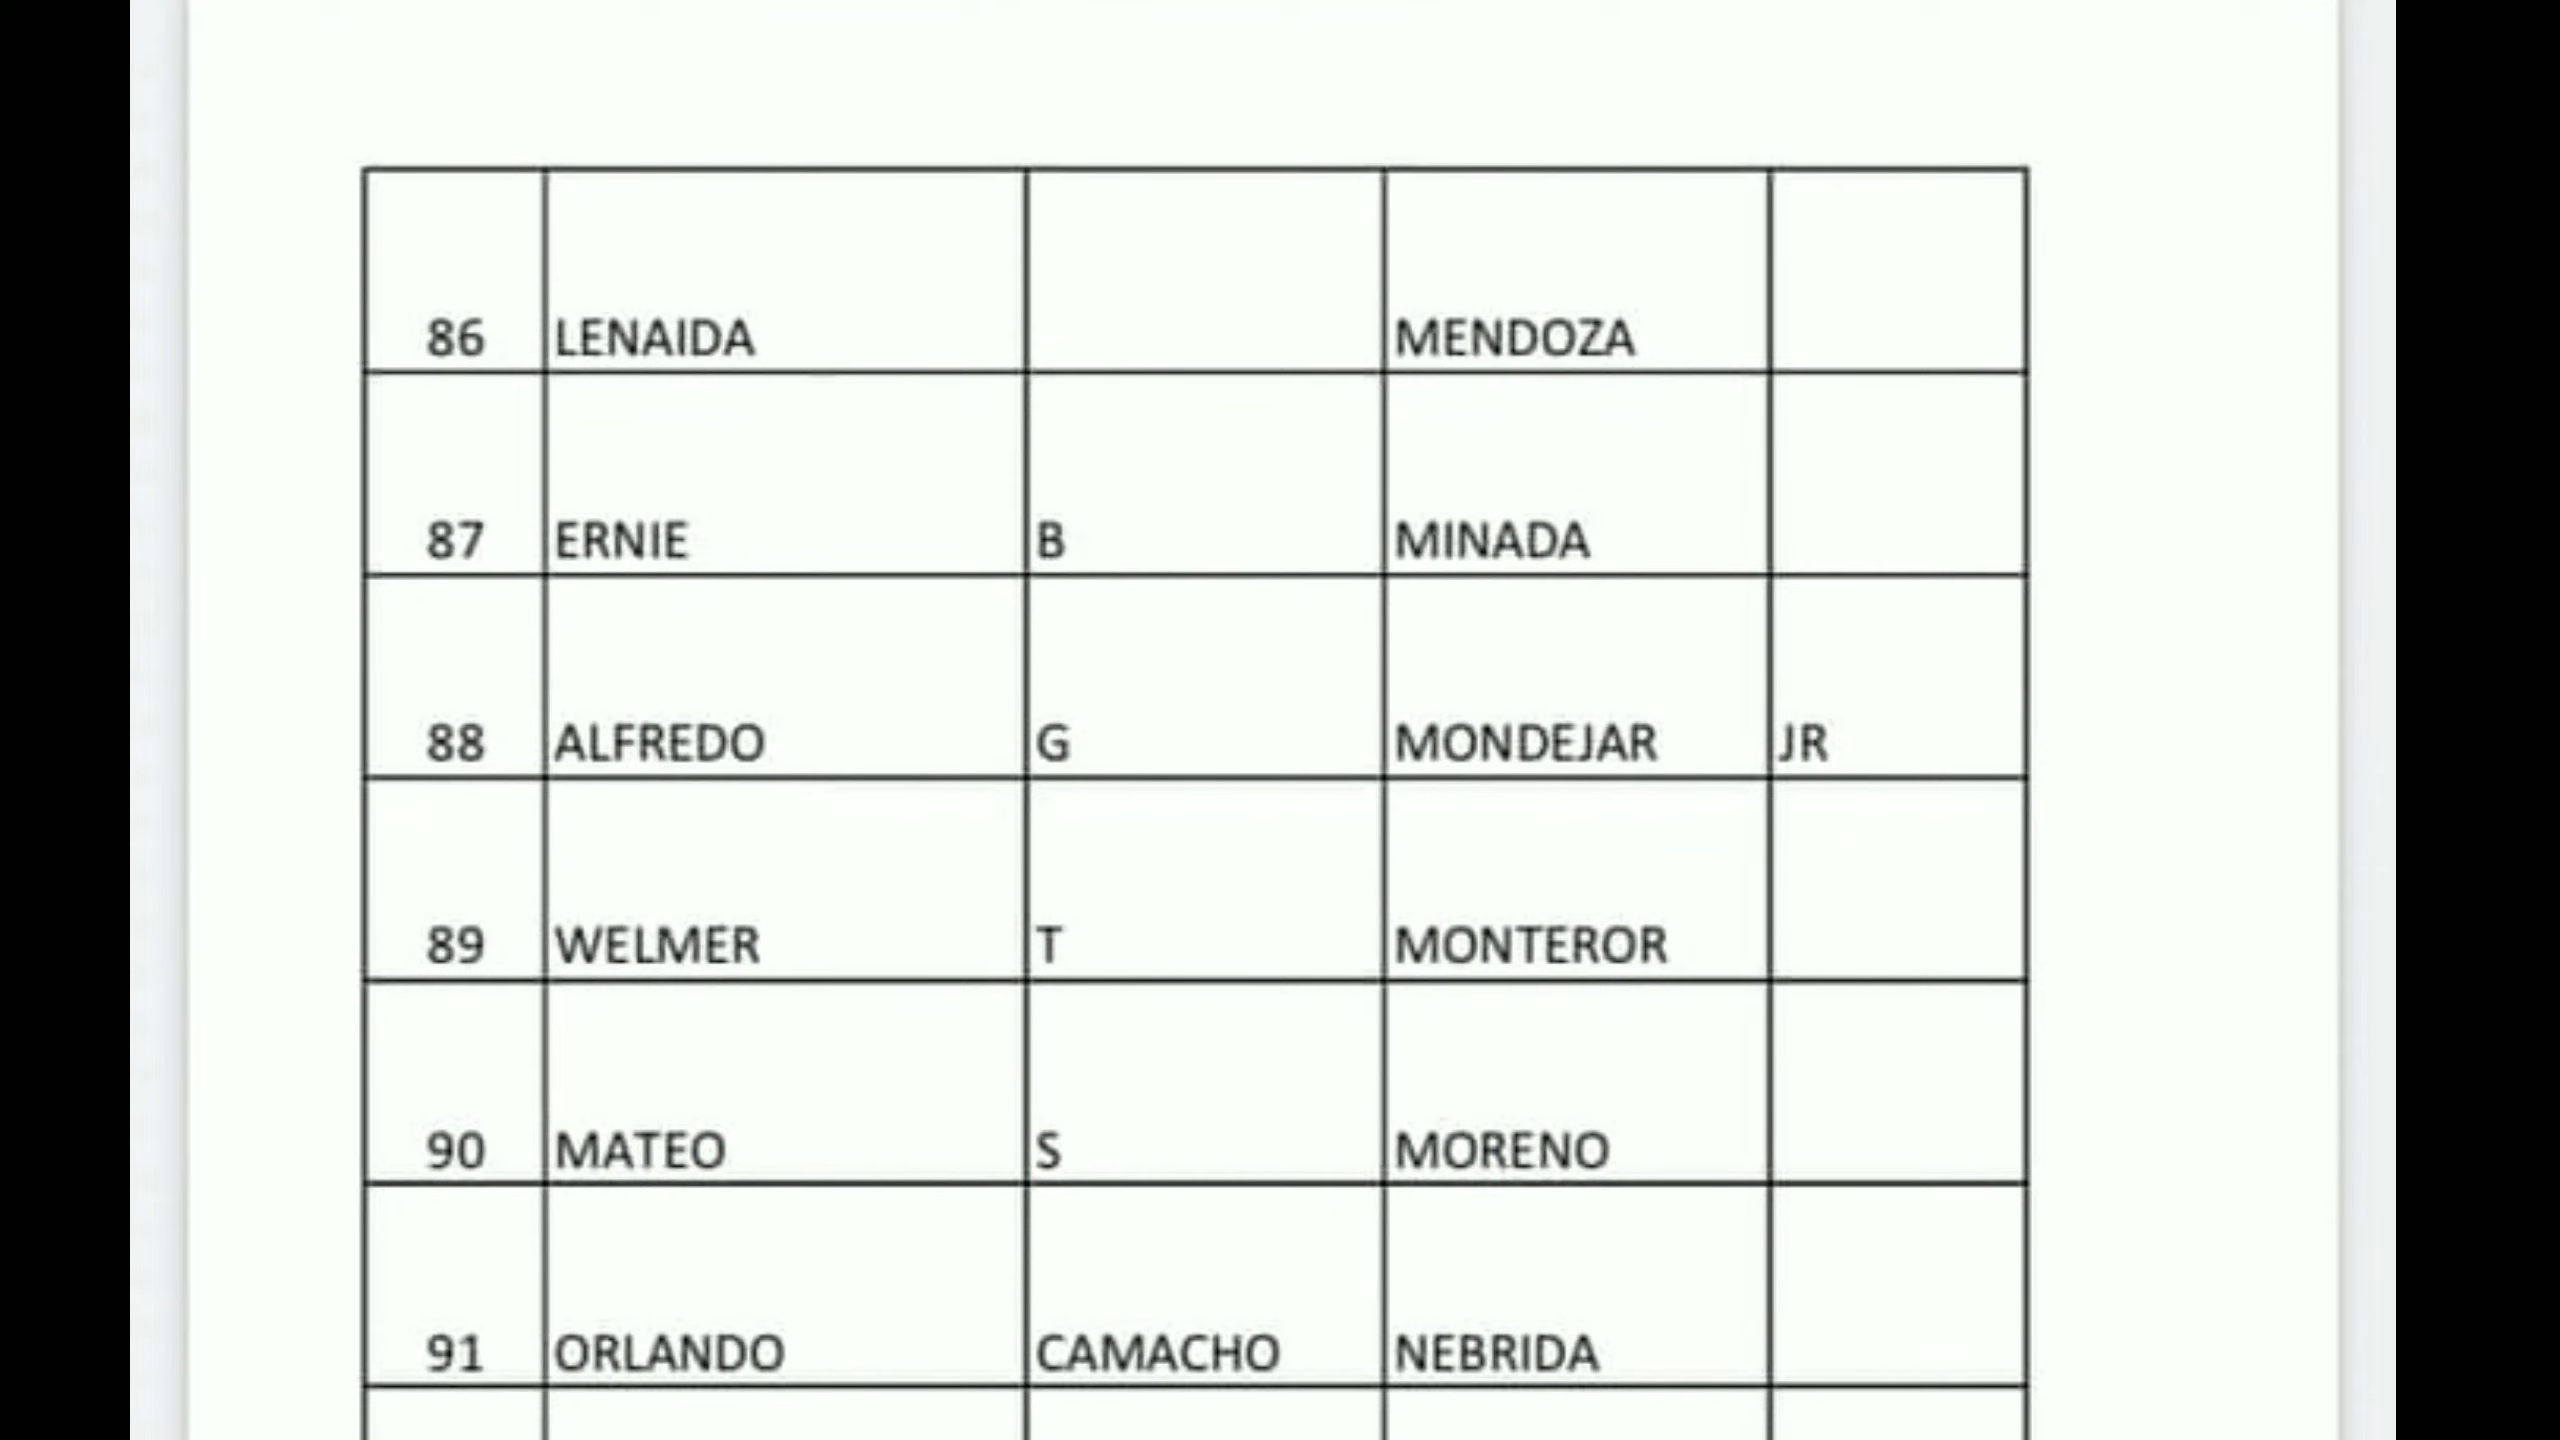 86 LENAIDA MENDOZA
87 ERNIE B MINADA
88 ALFREDO G MONDEJAR JR
89 WELMER T MONTEROR
90 MATEO S MORENO
91 ORLANDO CAMACHO NEBRIDA